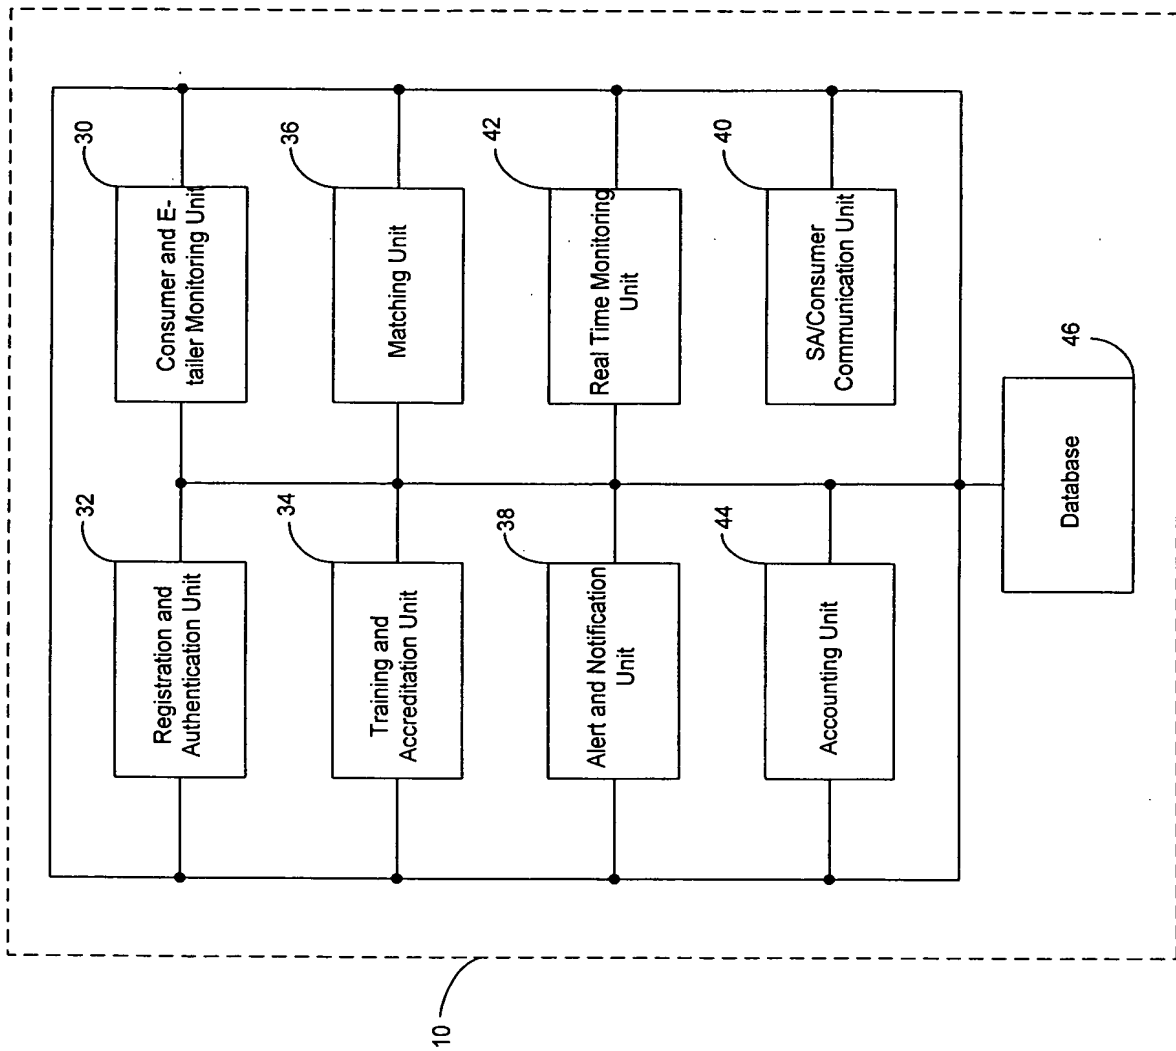 10
32
Registration and
Authentication Unit
30
Consumer and E-
tailer Monitoring Unit
34
Training and
Accreditation Unit
36
Matching Unit
38
Alert and Notification
Unit
42
Real Time Monitoring
Unit
44
Accounting Unit
40
SA/Consumer
Communication Unit
46
Database